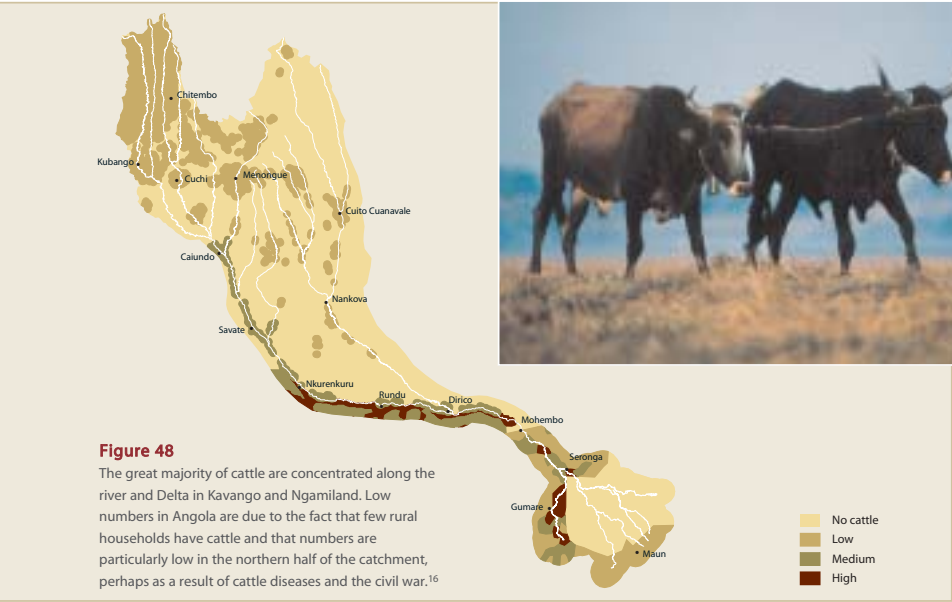 Chitembo
Kubango
Cuchi
Menongue
Cuito Cuanavale
Caiundo
Nankova
Savate
Nkurenkuru
Rundu
Dirico
Mohembo
Seronga
Gumare
Maun
Figure 48
The great majority of cattle are concentrated along the
river and Delta in Kavango and Ngamiland. Low
numbers in Angola are due to the fact that few rural
households have cattle and that numbers are
particularly low in the northern half of the catchment,
perhaps as a result of cattle diseases and the civil war.16
No cattle
Low
Medium
High